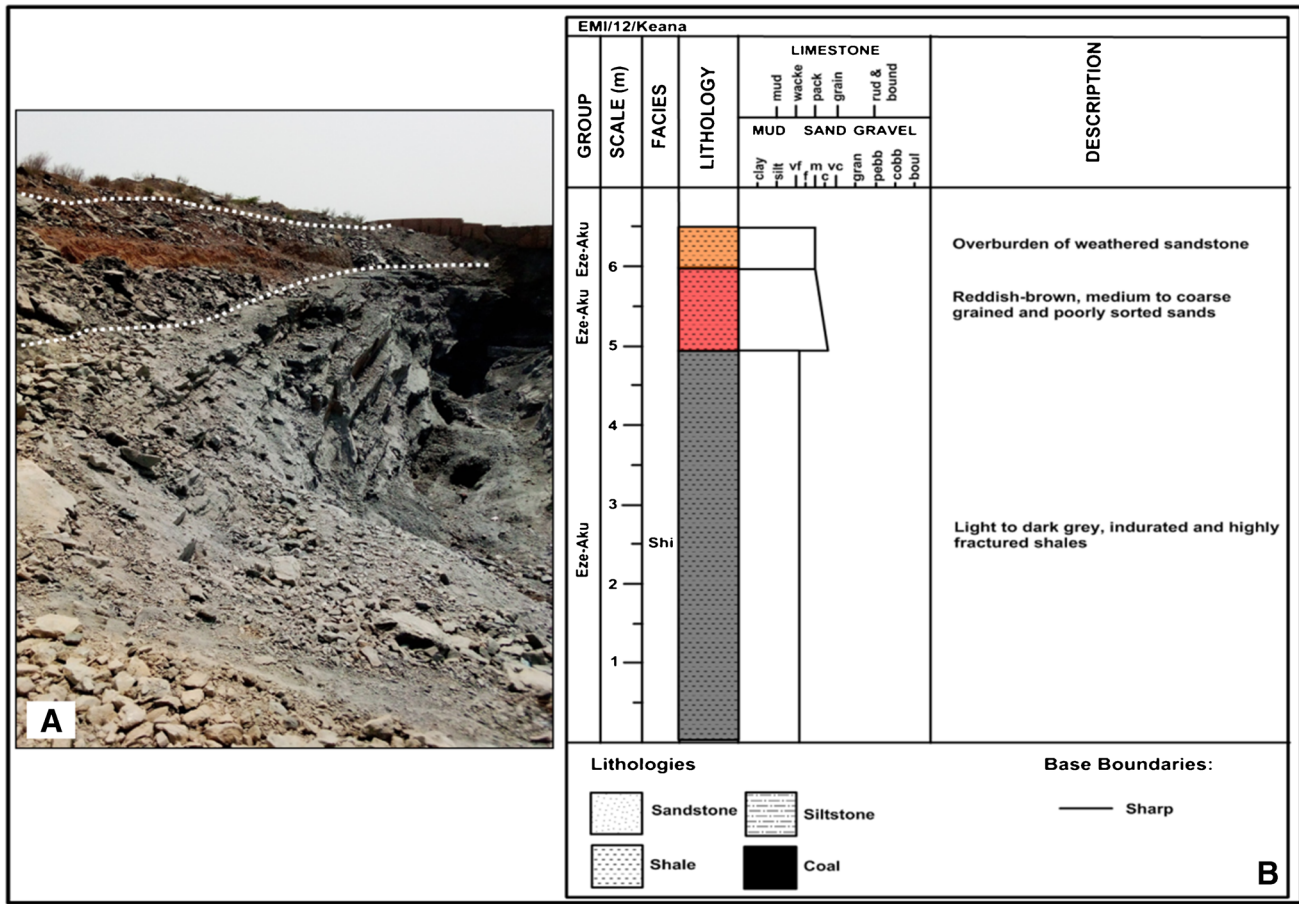 A
EMI/12/Keana
GROUP
SCALE (m)
FACIES
LITHOLOGY
LIMESTONE
mud
wacke
pack
grain
rud &
bound
MUD SAND GRAVEL
clay
silt
vf
f
m
c
vc
gran
pebb
cobb
boul
DESCRIPTION
Eze-Aku
Eze-Aku
Eze-Aku
6
5
4
3
2
1
Shi
Overburden of weathered sandstone
Reddish-brown, medium to coarse
grained and poorly sorted sands
Light to dark grey, indurated and highly
fractured shales
Lithologies
Sandstone
Siltstone
Shale
Coal
Base Boundaries:
Sharp
B